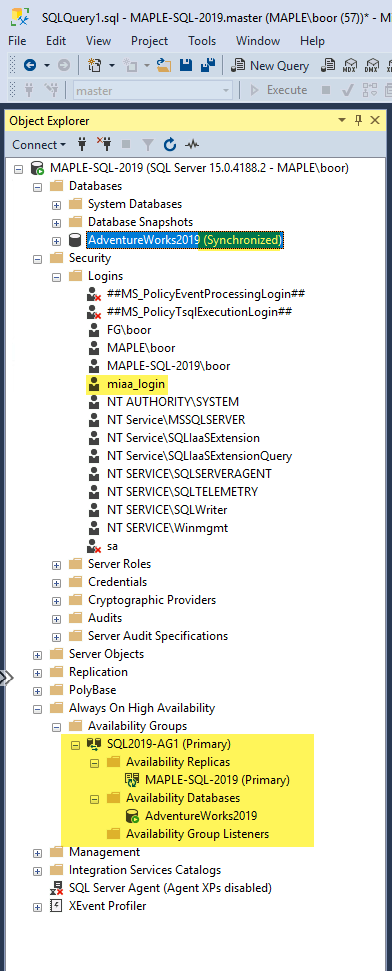 SQLQuery1.sql - MAPLE-SQL-2019.master (MAPLE\boor (57))* - M
File Edit View Project Tools Window Help
New Query MDX DMX
master Execute
Object Explorer
Connect
MAPLE-SQL-2019 (SQL Server 15.0.4188.2 - MAPLE\boor)
Databases
System Databases
Database Snapshots
AdventureWorks2019 (Synchronized)
Security
Logins
##MS_PolicyEventProcessingLogin##
##MS_PolicyTsqlExecutionLogin##
FG\boor
MAPLE\boor
MAPLE-SQL-2019\boor
miaa_login
NT AUTHORITY\SYSTEM
NT Service\MSSQLSERVER
NT Service\SQLIaaSExtension
NT Service\SQLIaaSExtensionQuery
NT SERVICE\SQLSERVERAGENT
NT SERVICE\SQLTELEMETRY
NT SERVICE\SQLWriter
NT SERVICE\Winmgmt
sa
Server Roles
Credentials
Cryptographic Providers
Audits
Server Audit Specifications
Server Objects
Replication
PolyBase
Always On High Availability
Availability Groups
SQL2019-AG1 (Primary)
Availability Replicas
MAPLE-SQL-2019 (Primary)
Availability Databases
AdventureWorks2019
Availability Group Listeners
Management
Integration Services Catalogs
SQL Server Agent (Agent XPs disabled)
XEvent Profiler